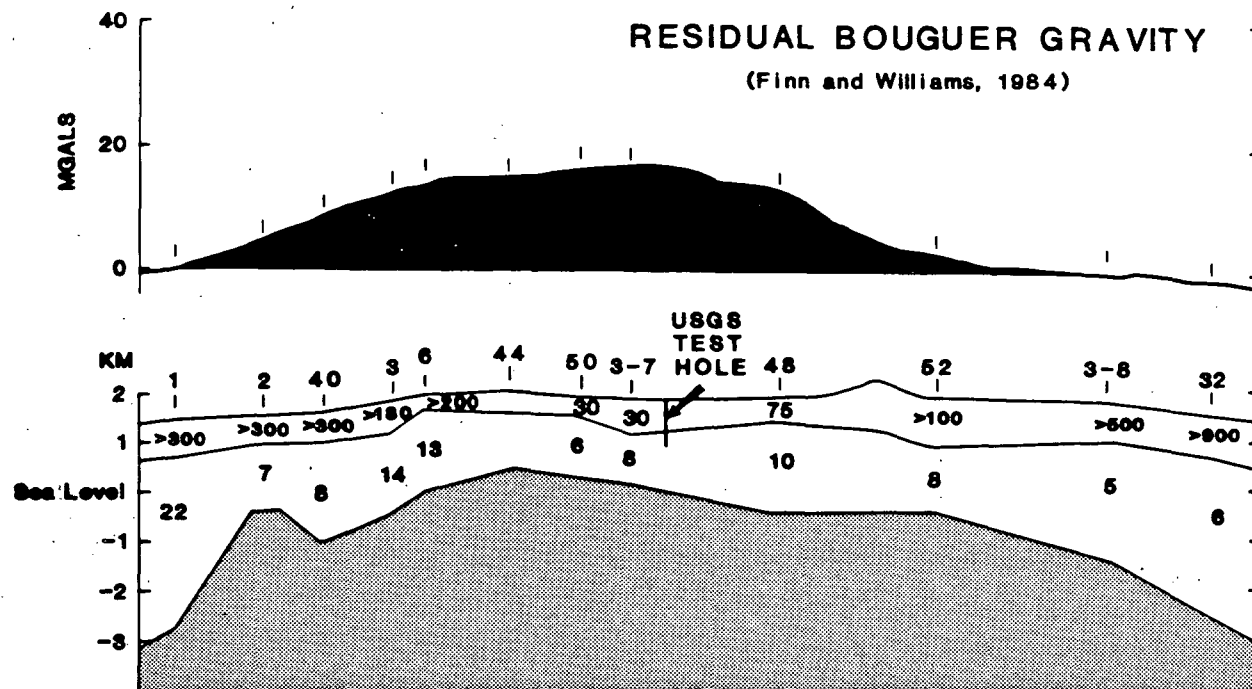 40
RESIDUAL BOUGUER GRAVITY
(Finn and Williams, 1984)
MGALS
20
0
USGS
TEST
HOLE
KM
1 2 40 3 6 44 50 3-7 48 52 3-8 32
2
>300 >300 >300 >180 >200 30 30 75 >100 >500 >900
1
7 8 14 13 6 8 10 8 5 6
Sea Level
22
-1
-2
-3